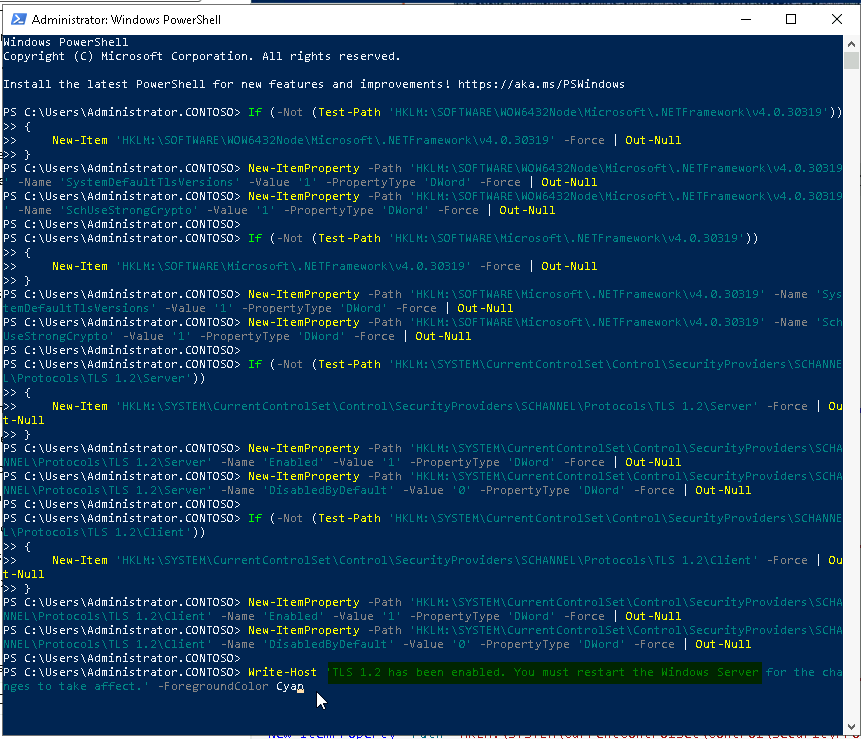 Administrator: Windows PowerShell
Windows PowerShell
Copyright (C) Microsoft Corporation. All rights reserved.
Install the latest PowerShell for new features and improvements! https://aka.ms/PSWindows
PS C:\Users\Administrator.CONTOSO> If (-Not (Test-Path 'HKLM:\SOFTWARE\WOW6432Node\Microsoft\.NETFramework\v4.0.30319'))
>> {
>>     New-Item 'HKLM:\SOFTWARE\WOW6432Node\Microsoft\.NETFramework\v4.0.30319' -Force | Out-Null
>> }
PS C:\Users\Administrator.CONTOSO> New-ItemProperty -Path 'HKLM:\SOFTWARE\WOW6432Node\Microsoft\.NETFramework\v4.0.30319
' -Name 'SystemDefaultTlsVersions' -Value '1' -PropertyType 'DWord' -Force | Out-Null
PS C:\Users\Administrator.CONTOSO> New-ItemProperty -Path 'HKLM:\SOFTWARE\WOW6432Node\Microsoft\.NETFramework\v4.0.30319
' -Name 'SchUseStrongCrypto' -Value '1' -PropertyType 'DWord' -Force | Out-Null
PS C:\Users\Administrator.CONTOSO>
PS C:\Users\Administrator.CONTOSO> If (-Not (Test-Path 'HKLM:\SOFTWARE\Microsoft\.NETFramework\v4.0.30319'))
>> {
>>     New-Item 'HKLM:\SOFTWARE\Microsoft\.NETFramework\v4.0.30319' -Force | Out-Null
>> }
PS C:\Users\Administrator.CONTOSO> New-ItemProperty -Path 'HKLM:\SOFTWARE\Microsoft\.NETFramework\v4.0.30319' -Name 'Sys
temDefaultTlsVersions' -Value '1' -PropertyType 'DWord' -Force | Out-Null
PS C:\Users\Administrator.CONTOSO> New-ItemProperty -Path 'HKLM:\SOFTWARE\Microsoft\.NETFramework\v4.0.30319' -Name 'Sch
UseStrongCrypto' -Value '1' -PropertyType 'DWord' -Force | Out-Null
PS C:\Users\Administrator.CONTOSO>
PS C:\Users\Administrator.CONTOSO> If (-Not (Test-Path 'HKLM:\SYSTEM\CurrentControlSet\Control\SecurityProviders\SCHANNE
L\Protocols\TLS 1.2\Server'))
>> {
>>     New-Item 'HKLM:\SYSTEM\CurrentControlSet\Control\SecurityProviders\SCHANNEL\Protocols\TLS 1.2\Server' -Force | Ou
t-Null
>> }
PS C:\Users\Administrator.CONTOSO> New-ItemProperty -Path 'HKLM:\SYSTEM\CurrentControlSet\Control\SecurityProviders\SCHA
NNEL\Protocols\TLS 1.2\Server' -Name 'Enabled' -Value '1' -PropertyType 'DWord' -Force | Out-Null
PS C:\Users\Administrator.CONTOSO> New-ItemProperty -Path 'HKLM:\SYSTEM\CurrentControlSet\Control\SecurityProviders\SCHA
NNEL\Protocols\TLS 1.2\Server' -Name 'DisabledByDefault' -Value '0' -PropertyType 'DWord' -Force | Out-Null
PS C:\Users\Administrator.CONTOSO>
PS C:\Users\Administrator.CONTOSO> If (-Not (Test-Path 'HKLM:\SYSTEM\CurrentControlSet\Control\SecurityProviders\SCHANNE
L\Protocols\TLS 1.2\Client'))
>> {
>>     New-Item 'HKLM:\SYSTEM\CurrentControlSet\Control\SecurityProviders\SCHANNEL\Protocols\TLS 1.2\Client' -Force | Ou
t-Null
>> }
PS C:\Users\Administrator.CONTOSO> New-ItemProperty -Path 'HKLM:\SYSTEM\CurrentControlSet\Control\SecurityProviders\SCHA
NNEL\Protocols\TLS 1.2\Client' -Name 'Enabled' -Value '1' -PropertyType 'DWord' -Force | Out-Null
PS C:\Users\Administrator.CONTOSO> New-ItemProperty -Path 'HKLM:\SYSTEM\CurrentControlSet\Control\SecurityProviders\SCHA
NNEL\Protocols\TLS 1.2\Client' -Name 'DisabledByDefault' -Value '0' -PropertyType 'DWord' -Force | Out-Null
PS C:\Users\Administrator.CONTOSO>
PS C:\Users\Administrator.CONTOSO> Write-Host 'TLS 1.2 has been enabled. You must restart the Windows Server for the cha
nges to take affect.' -ForegroundColor Cyan